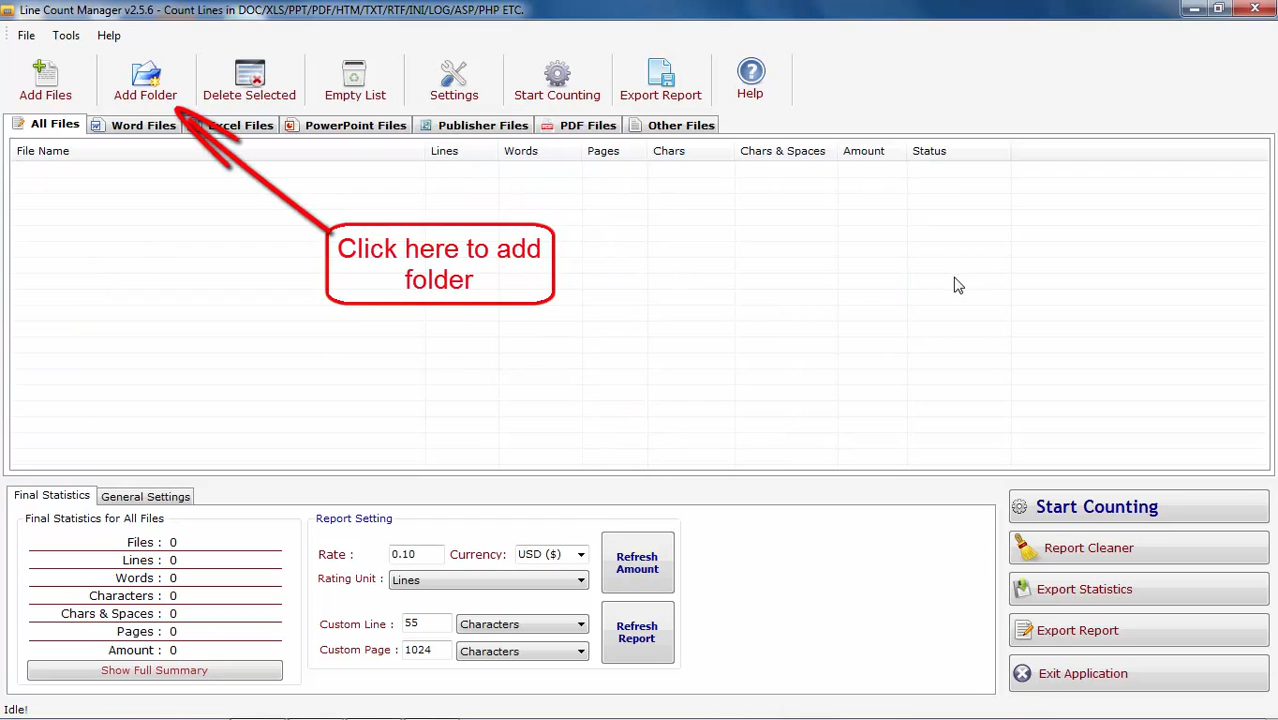 Line Count Manager v2.5.6 - Count Lines in DOC/XLS/PPT/PDF/HTM/TXT/RTF/INI/LOG/ASP/PHP ETC.
File Tools Help
Add Files Add Folder Delete Selected Empty List Settings Start Counting Export Report Help
All Files Word Files Excel Files PowerPoint Files Publisher Files PDF Files Other Files
File Name Lines Words Pages Chars Chars & Spaces Amount Status
Click here to add
folder
Final Statistics General Settings
Final Statistics for All Files
Files : 0
Lines : 0
Words : 0
Characters : 0
Chars & Spaces : 0
Pages : 0
Amount : 0
Show Full Summary
Report Setting
Rate : 0.10 Currency: USD ($)
Rating Unit : Lines
Custom Line : 55 Characters
Custom Page : 1024 Characters
Refresh
Amount
Refresh
Report
Start Counting
Report Cleaner
Export Statistics
Export Report
Exit Application
Idle!